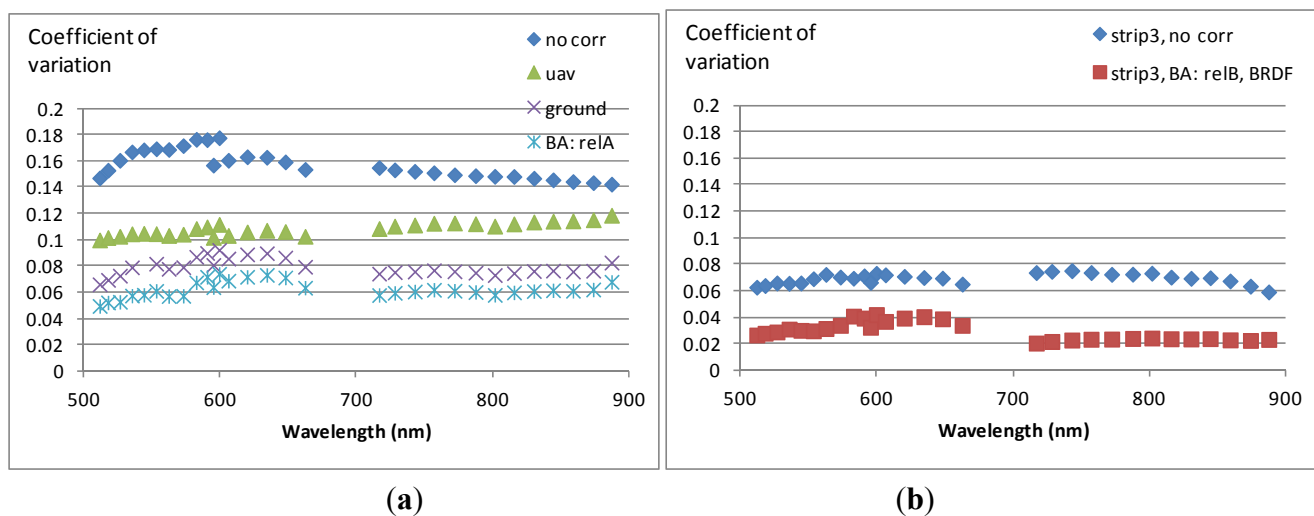 Coefficient of
variation
no corr
uav
ground
BA: relA
0.2
0.18
0.16
0.14
0.12
0.1
0.08
0.06
0.04
0.02
0
500 600 700 800 900
Wavelength (nm)
(a)
Coefficient of
variation
strip3, no corr
strip3, BA: relB, BRDF
0.2
0.18
0.16
0.14
0.12
0.1
0.08
0.06
0.04
0.02
0
500 600 700 800 900
Wavelength (nm)
(b)